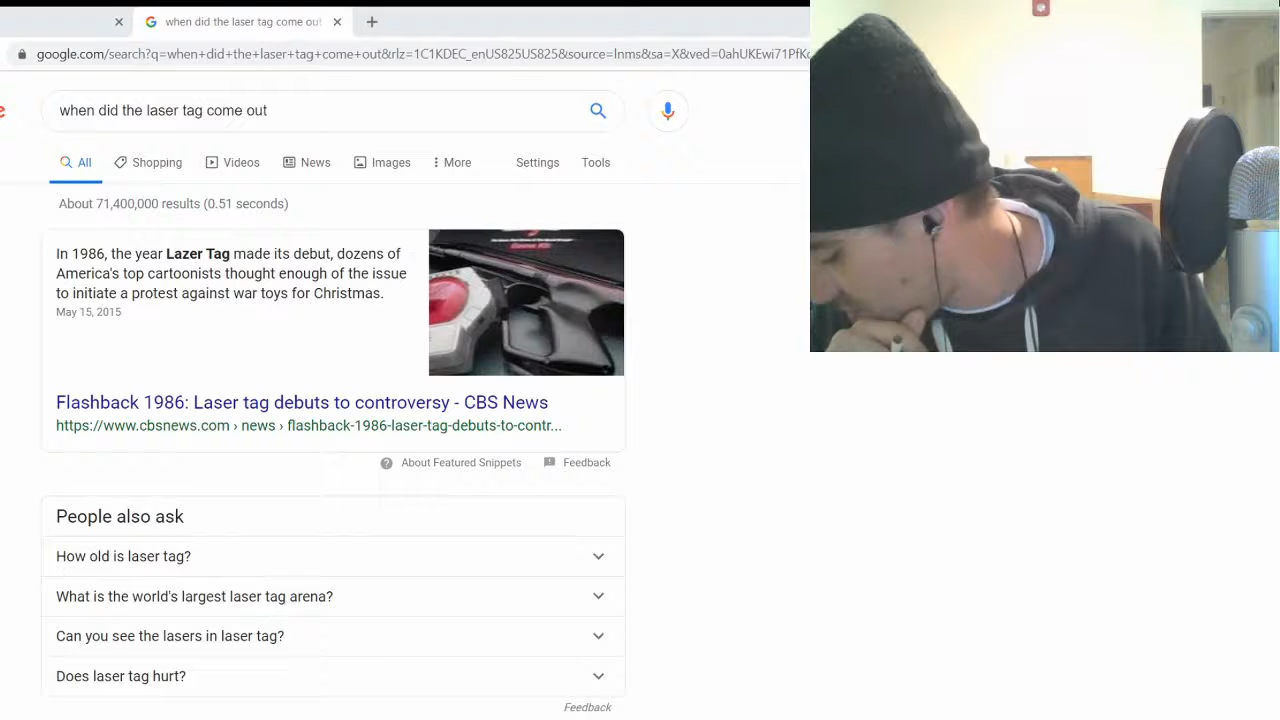 when did the laser tag come out
google.com/search?q=when+did+the+laser+tag+come+out&rlz=1C1KDEC_enUS825US825&source=lnms&sa=X&ved=0ahUKEwi71PfK
when did the laser tag come out
All Shopping Videos News Images More Settings Tools
About 71,400,000 results (0.51 seconds)
In 1986, the year Lazer Tag made its debut, dozens of
America's top cartoonists thought enough of the issue
to initiate a protest against war toys for Christmas.
May 15, 2015
Flashback 1986: Laser tag debuts to controversy - CBS News
https://www.cbsnews.com › news › flashback-1986-laser-tag-debuts-to-contr...
About Featured Snippets Feedback
People also ask
How old is laser tag?
What is the world's largest laser tag arena?
Can you see the lasers in laser tag?
Does laser tag hurt?
Feedback